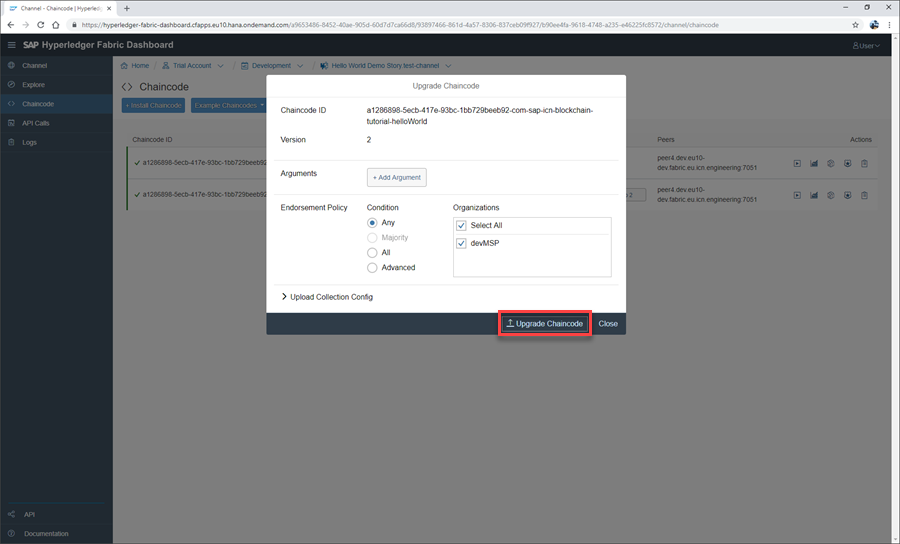 Channel - Chaincode | Hyperledg
https://hyperledger-fabric-dashboard.cfapps.eu10.hana.ondemand.com/a9653486-8452-40ae-905d-60d7d7ca66d8/93897466-861d-4a57-8306-837ceb09f927/b90ee4fa-9618-4748-a235-e46225fc8572/channel/chaincode
SAP Hyperledger Fabric Dashboard
User
Channel
Explore
Chaincode
API Calls
Logs
Home / Trial Account / Development / Hello World Demo Story.test-channel
<> Chaincode
+ Install Chaincode
Example Chaincodes
Chaincode ID
Peers
Actions
a1286898-5ecb-417e-93bc-1bb729beeb92
peer4.dev.eu10-
dev.fabric.eu.icn.engineering:7051
a1286898-5ecb-417e-93bc-1bb729beeb92
2
peer4.dev.eu10-
dev.fabric.eu.icn.engineering:7051
Upgrade Chaincode
Chaincode ID
a1286898-5ecb-417e-93bc-1bb729beeb92-com-sap-icn-blockchain-
tutorial-helloWorld
Version
2
Arguments
+ Add Argument
Endorsement Policy
Condition
Any
Majority
All
Advanced
Organizations
Select All
devMSP
Upload Collection Config
Upgrade Chaincode
Close
API
Documentation